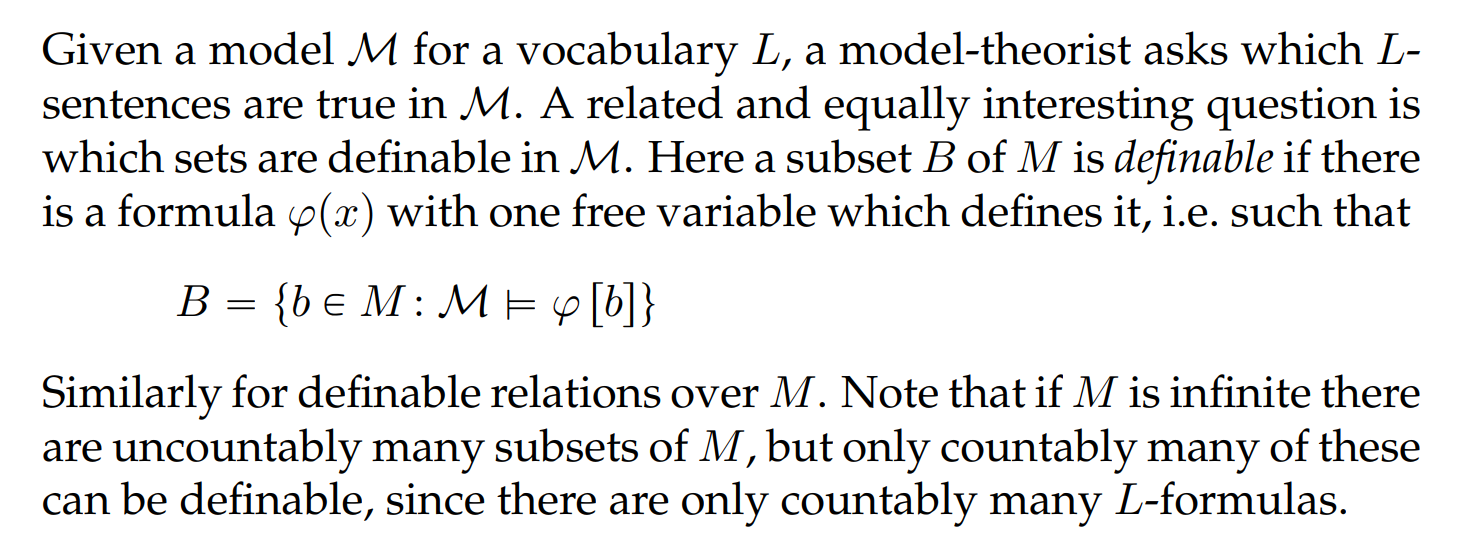 Given a model ℳ for a vocabulary L, a model-theorist asks which L-
sentences are true in ℳ. A related and equally interesting question is
which sets are definable in ℳ. Here a subset B of M is definable if there
is a formula φ(x) with one free variable which defines it, i.e. such that
B = {b ∈ M : ℳ ⊨ φ [b]}
Similarly for definable relations over M. Note that if M is infinite there
are uncountably many subsets of M, but only countably many of these
can be definable, since there are only countably many L-formulas.